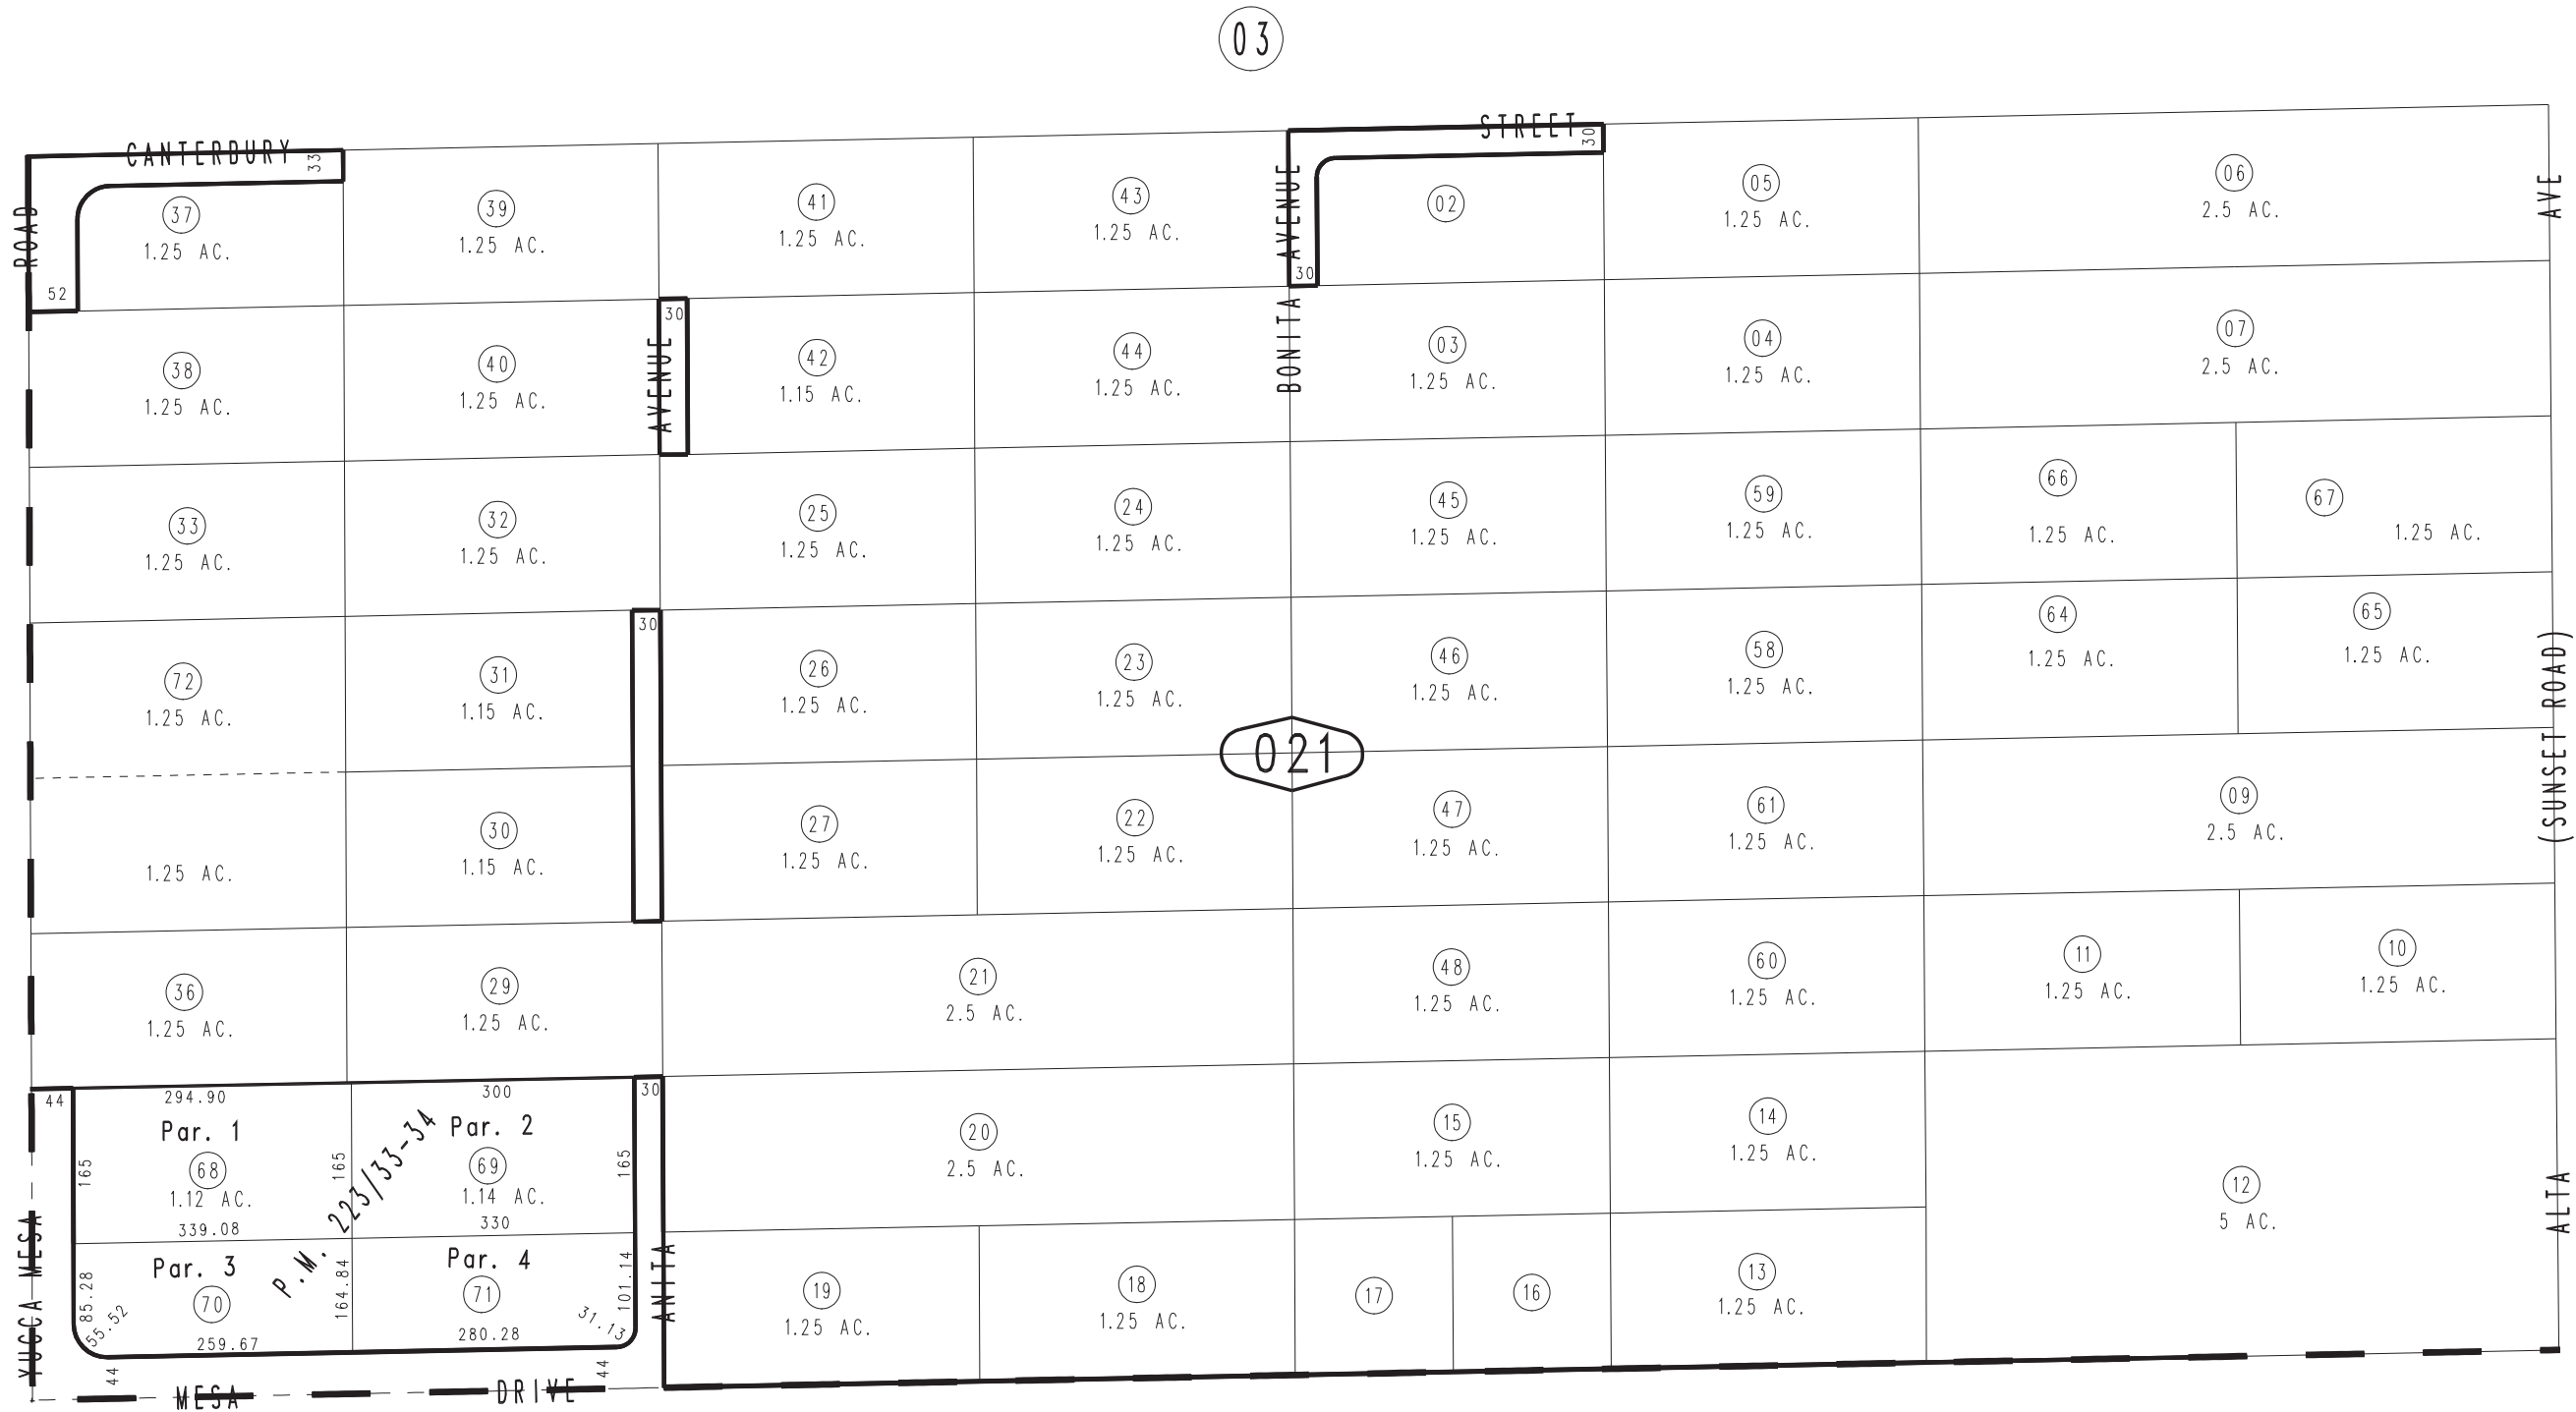 03
CANTERBURY
33
STREET
30
ROAD
37
1.25 AC.
52
39
1.25 AC.
41
1.25 AC.
43
1.25 AC.
AVENUE
30
02
05
1.25 AC.
06
2.5 AC.
AVE
38
1.25 AC.
40
1.25 AC.
AVENUE
30
42
1.15 AC.
44
1.25 AC.
BONITA
03
1.25 AC.
04
1.25 AC.
07
2.5 AC.
33
1.25 AC.
32
1.25 AC.
25
1.25 AC.
24
1.25 AC.
45
1.25 AC.
59
1.25 AC.
66
1.25 AC.
67
1.25 AC.
72
1.25 AC.
31
1.15 AC.
30
26
1.25 AC.
23
1.25 AC.
46
1.25 AC.
58
1.25 AC.
64
1.25 AC.
65
1.25 AC.
(SUNSET ROAD)
021
1.25 AC.
30
1.15 AC.
27
1.25 AC.
22
1.25 AC.
47
1.25 AC.
61
1.25 AC.
09
2.5 AC.
36
1.25 AC.
29
1.25 AC.
21
2.5 AC.
48
1.25 AC.
60
1.25 AC.
11
1.25 AC.
10
1.25 AC.
44
294.90
300
30
Par. 1
68
1.12 AC.
339.08
165
165
Par. 2
69
1.14 AC.
330
165
P.M. 223/33-34
20
2.5 AC.
15
1.25 AC.
14
1.25 AC.
12
5 AC.
ALTA
YUCCA MESA
Par. 3
70
85.28
55.52
259.67
164.84
Par. 4
71
101.14
31.13
280.28
ANITA
19
1.25 AC.
18
1.25 AC.
17
16
13
1.25 AC.
44
44
MESA DRIVE